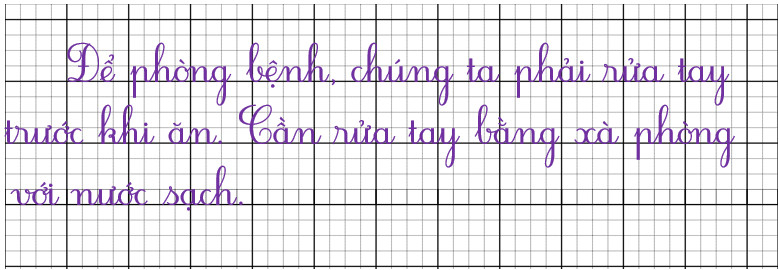 Để phòng bệnh, chúng ta phải rửa tay
trước khi ăn. Cần rửa tay bằng xà phòng
với nước sạch.